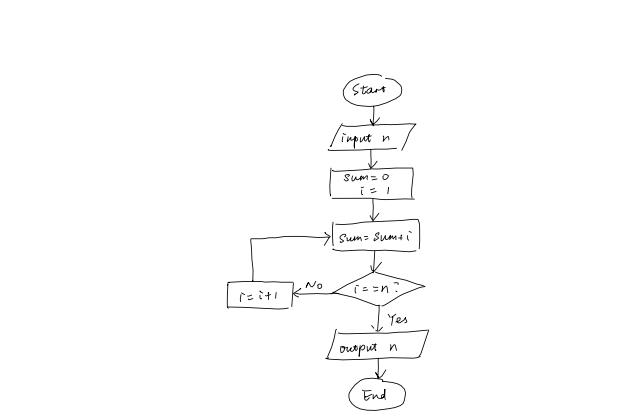 Start
input n
sum=0
i = 1
sum=sum+i
i==n?
No
i=i+1
Yes
output n
End